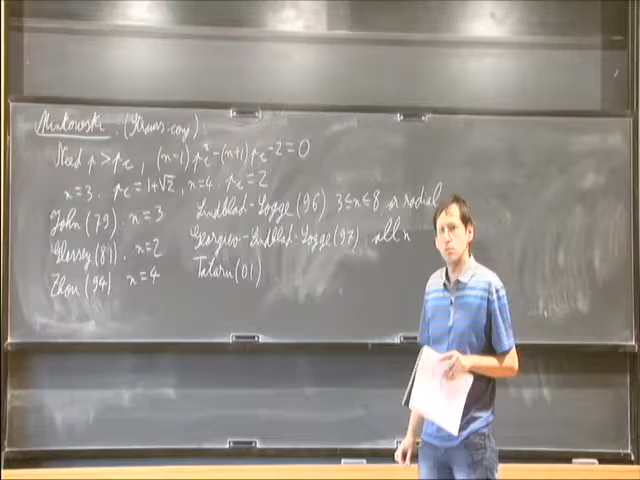 Minkowski (Strauss conj)
Need p > p_c, (n-1)p_c^2-(n+1)p_c-2=0
n=3. p_c=1+√2, n=4. p_c=2
John (79). n=3
Glassey (81). n=2
Zhou (94) n=4
Lindblad-Sogge (96) 3≤n≤8 or radial
Georgiev-Lindblad-Sogge (97) all n
Tataru (01)